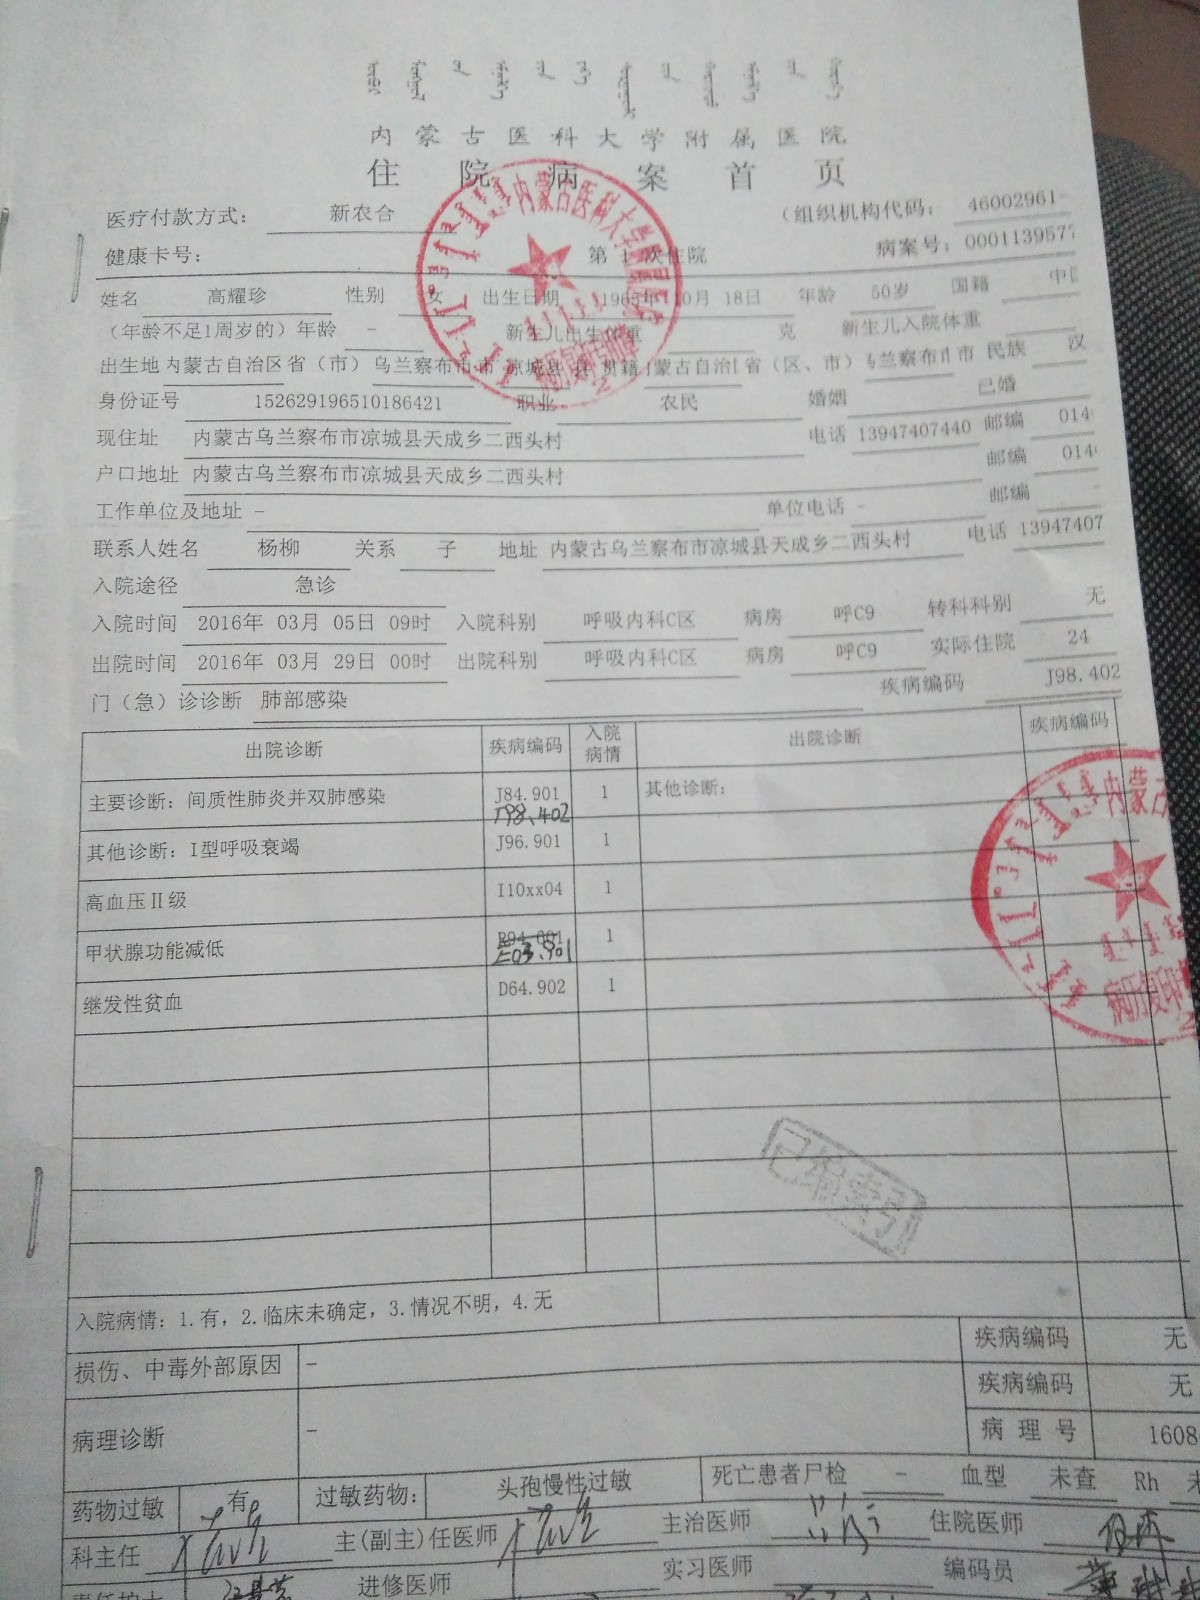 内蒙古医科大学附属医院
住院病案首页
医疗付款方式： 新农合 （组织机构代码： 46002961-
健康卡号： 第 1 次住院 病案号：0001139577
姓名 高耀珍 性别 女 出生日期 1965年 10月 18日 年龄 50岁 国籍 中
（年龄不足1周岁的）年龄 - 新生儿出生体重 克 新生儿入院体重
出生地 内蒙古自治区 省（市） 乌兰察布市 市 凉城县 县 贯籍 蒙古自治 省（区、市） 兰察布市 市 民族 汉
身份证号 152629196510186421 职业 农民 婚姻 已婚
现住址 内蒙古乌兰察布市凉城县天成乡二西头村 电话 13947407440 邮编 014
户口地址 内蒙古乌兰察布市凉城县天成乡二西头村 邮编 014
工作单位及地址 - 单位电话 - 邮编 -
联系人姓名 杨柳 关系 子 地址 内蒙古乌兰察布市凉城县天成乡二西头村 电话 13947407
入院途径 急诊
入院时间 2016年 03月 05日 09时 入院科别 呼吸内科C区 病房 呼C9 转科科别 无
出院时间 2016年 03月 29日 00时 出院科别 呼吸内科C区 病房 呼C9 实际住院 24
门（急）诊诊断 肺部感染 疾病编码 J98.402
出院诊断 疾病编码 入院病情 出院诊断 疾病编码
主要诊断：间质性肺炎并双肺感染 J84.901 1 其他诊断：
J98.402
其他诊断：I型呼吸衰竭 J96.901 1
高血压II级 I10xx04 1
甲状腺功能减低 R94.601 1
E03.901
继发性贫血 D64.902 1
已编索引
入院病情：1.有，2.临床未确定，3.情况不明，4.无
损伤、中毒外部原因 - 疾病编码 无
疾病编码 无
病理诊断 - 病理号 1608
药物过敏 有 过敏药物： 头孢慢性过敏 死亡患者尸检 - 血型 未查 Rh 未
科主任 主(副主)任医师 主治医师 住院医师
责任护士 进修医师 实习医师 编码员
内蒙古医科大学
病历复印
内蒙古
病历复印